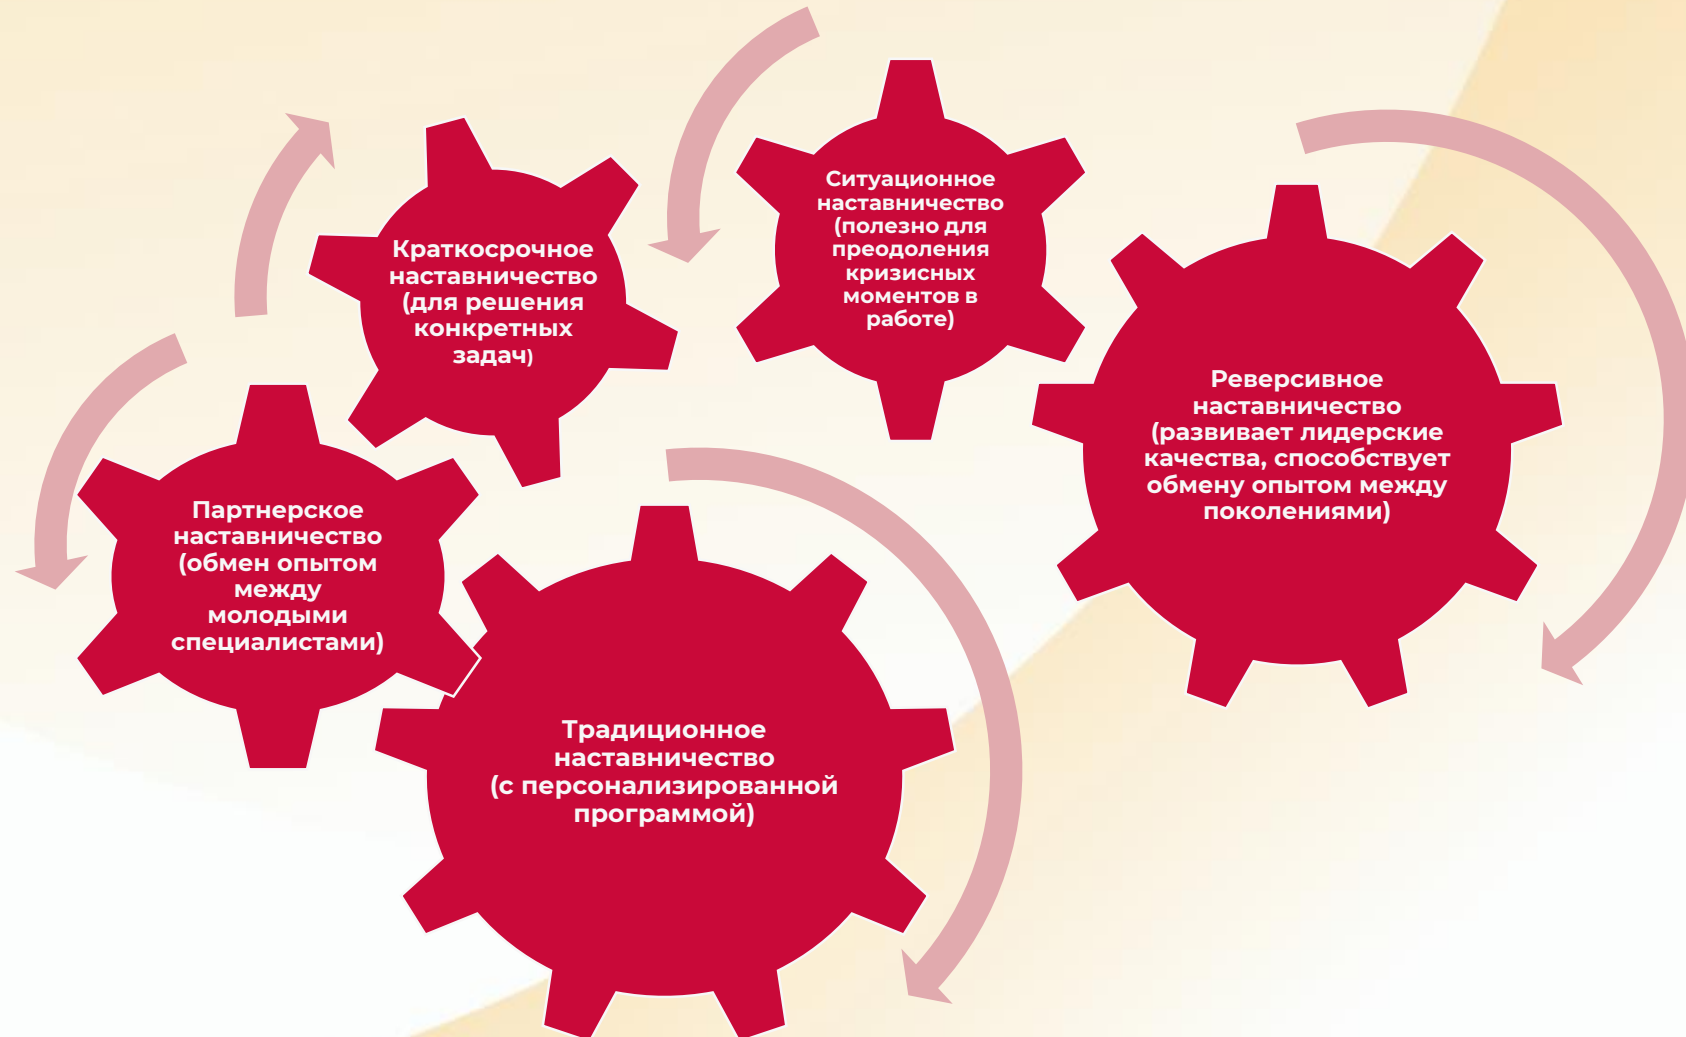 Краткосрочное
наставничество
(для решения
конкретных
задач)
Ситуационное
наставничество
(полезно для
преодоления
кризисных
моментов в
работе)
Реверсивное
наставничество
(развивает лидерские
качества, способствует
обмену опытом между
поколениями)
Партнерское
наставничество
(обмен опытом
между
молодыми
специалистами)
Традиционное
наставничество
(с персонализированной
программой)